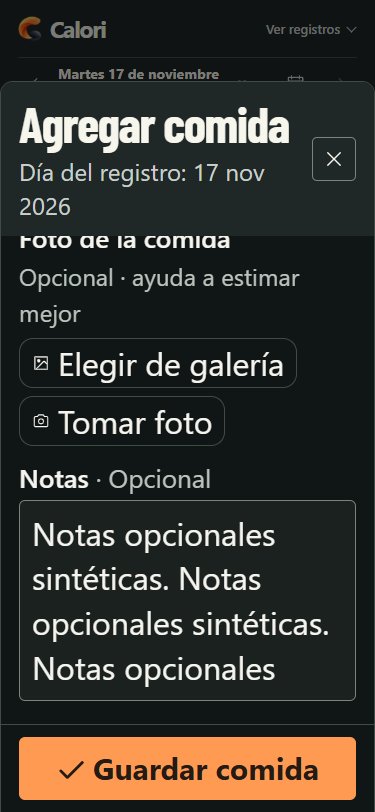 Calori
Ver registros
Martes 17 de noviembre
Agregar comida
Día del registro: 17 nov
2026
Foto de la comida
Opcional · ayuda a estimar
mejor
Elegir de galería
Tomar foto
Notas · Opcional
Notas opcionales
sintéticas. Notas
opcionales sintéticas.
Notas opcionales
Guardar comida